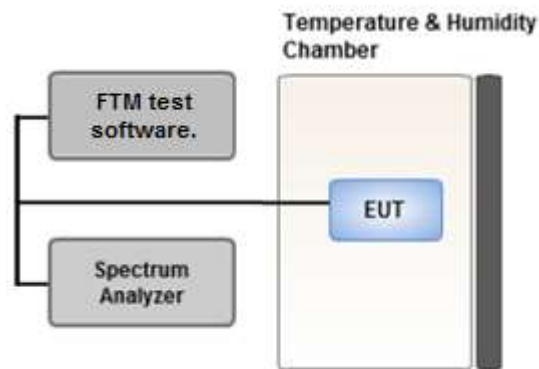 Temperature & Humidity
Chamber
FTM test
software.
EUT
Spectrum
Analyzer